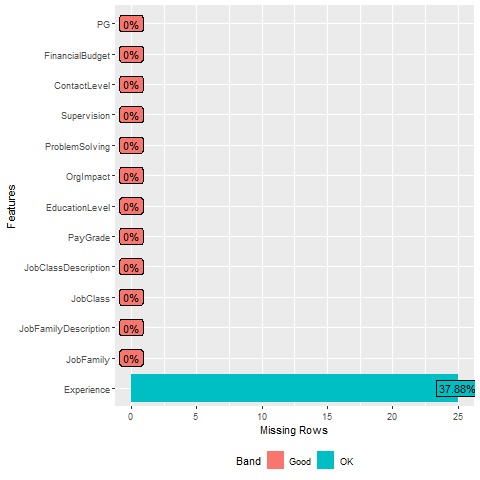 PG 0%
FinancialBudget 0%
ContactLevel 0%
Supervision 0%
ProblemSolving 0%
OrgImpact 0%
EducationLevel 0%
PayGrade 0%
JobClassDescription 0%
JobClass 0%
JobFamilyDescription 0%
JobFamily 0%
Experience 37.88%
Features
0 5 10 15 20 25
Missing Rows
Band Good OK